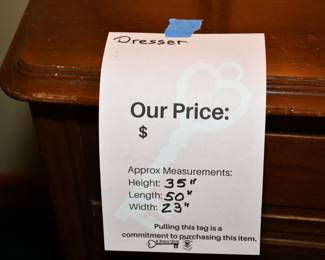 Dresser
Our Price:
$
Approx Measurements:
Height: 35"
Length: 50"
Width: 23"
Pulling this tag is a
commitment to purchasing this item.